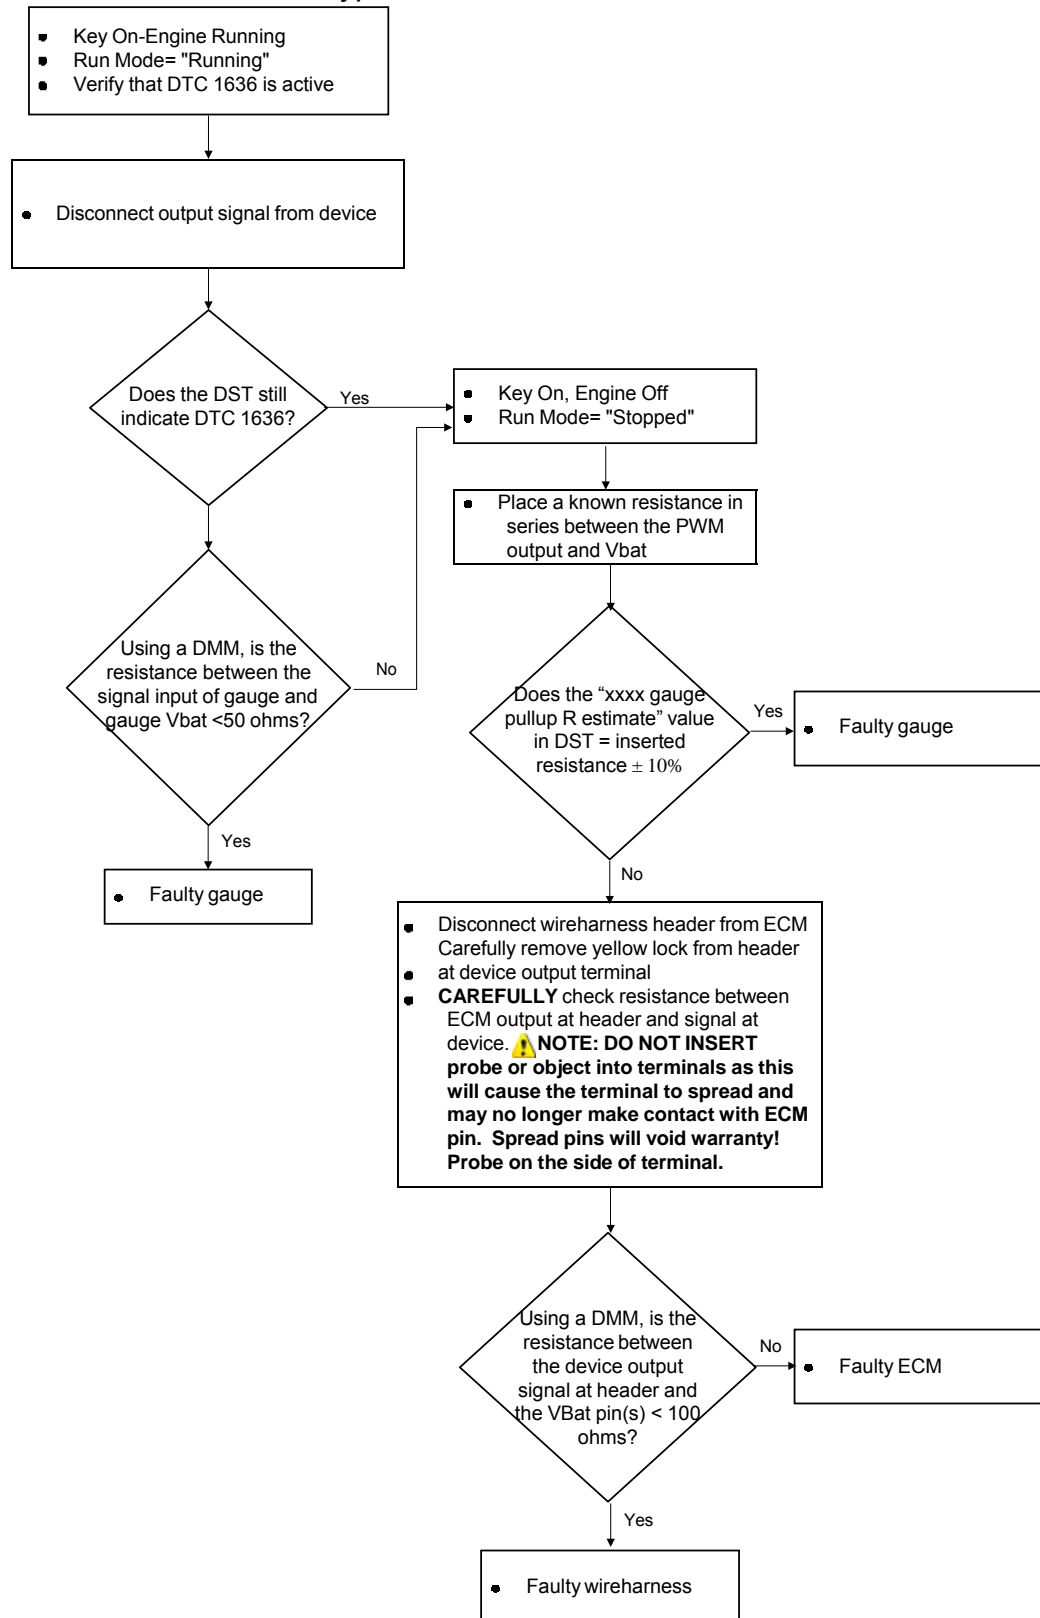 Key On-Engine Running
Run Mode= "Running"
Verify that DTC 1636 is active
Disconnect output signal from device
Does the DST still
indicate DTC 1636?
Yes
Key On, Engine Off
Run Mode= "Stopped"
Place a known resistance in
series between the PWM
output and Vbat
Using a DMM, is the
resistance between the
signal input of gauge and
gauge Vbat <50 ohms?
No
Does the “xxxx gauge
pullup R estimate” value
in DST = inserted
resistance ± 10%
Yes
Faulty gauge
Yes
Faulty gauge
No
Disconnect wireharness header from ECM
Carefully remove yellow lock from header
at device output terminal
CAREFULLY check resistance between
ECM output at header and signal at
device. NOTE: DO NOT INSERT
probe or object into terminals as this
will cause the terminal to spread and
may no longer make contact with ECM
pin. Spread pins will void warranty!
Probe on the side of terminal.
Using a DMM, is the
resistance between
the device output
signal at header and
the VBat pin(s) < 100
ohms?
No
Faulty ECM
Yes
Faulty wireharness